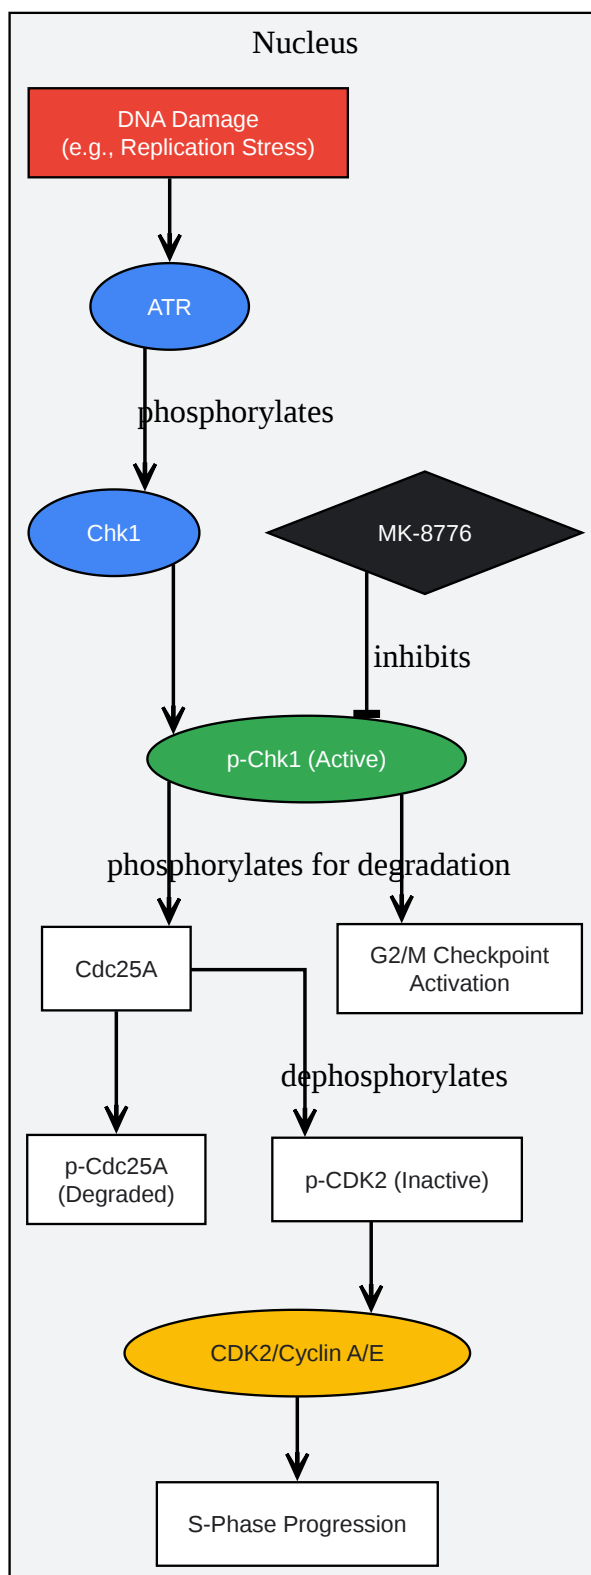 Nucleus
DNA Damage
(e.g., Replication Stress)
ATR
phosphorylates
Chk1
MK-8776
inhibits
p-Chk1 (Active)
phosphorylates for degradation
Cdc25A
G2/M Checkpoint
Activation
dephosphorylates
p-Cdc25A
(Degraded)
p-CDK2 (Inactive)
CDK2/Cyclin A/E
S-Phase Progression